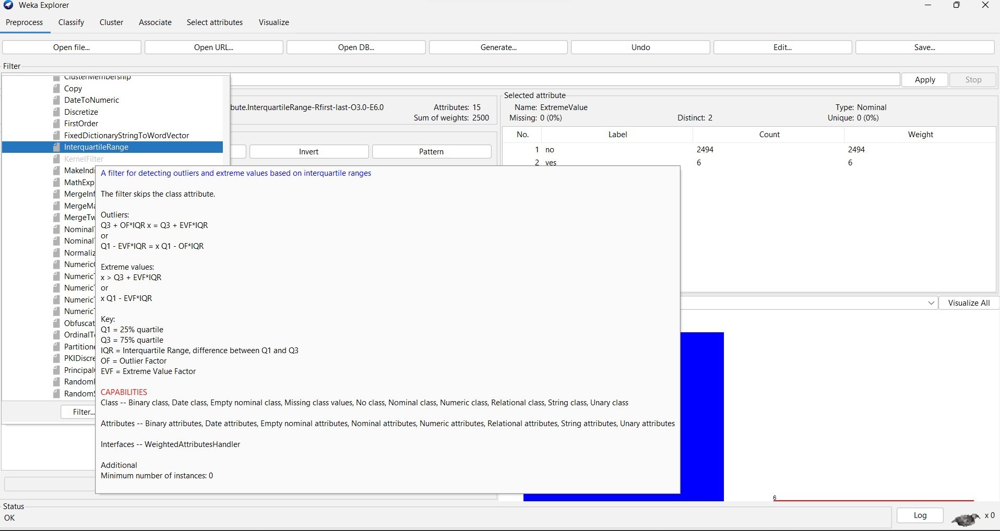 Weka Explorer
Preprocess Classify Cluster Associate Select attributes Visualize
Open file... Open URL... Open DB... Generate... Undo Edit... Save...
Filter
Apply Stop
ClusterMembership
Copy
DateToNumeric
Discretize
FirstOrder
FixedDictionaryStringToWordVector
InterquartileRange
KernelFilter
MakeIndi
MathExp
MergeInf
MergeMa
MergeTw
Nominal
Nominal
Normaliz
Numeric
Numeric
Numeric
Numeric
Numeric
Obfuscat
OrdinalT
Partitione
PKIDiscre
Principal
Random
Random
Filter...
bute.InterquartileRange-Rfirst-last-O3.0-E6.0 Attributes: 15
Sum of weights: 2500
Invert Pattern
Selected attribute
Name: ExtremeValue Type: Nominal
Missing: 0 (0%) Distinct: 2 Unique: 0 (0%)
No. Label Count Weight
1 no 2494 2494
2 yes 6 6
A filter for detecting outliers and extreme values based on interquartile ranges
The filter skips the class attribute.
Outliers:
Q3 + OF*IQR x = Q3 + EVF*IQR
or
Q1 - EVF*IQR = x Q1 - OF*IQR
Extreme values:
x > Q3 + EVF*IQR
or
x Q1 - EVF*IQR
Key:
Q1 = 25% quartile
Q3 = 75% quartile
IQR = Interquartile Range, difference between Q1 and Q3
OF = Outlier Factor
EVF = Extreme Value Factor
CAPABILITIES
Class -- Binary class, Date class, Empty nominal class, Missing class values, No class, Nominal class, Numeric class, Relational class, String class, Unary class
Attributes -- Binary attributes, Date attributes, Empty nominal attributes, Nominal attributes, Numeric attributes, Relational attributes, String attributes, Unary attributes
Interfaces -- WeightedAttributesHandler
Additional
Minimum number of instances: 0
Visualize All
6
Status
OK
Log x 0